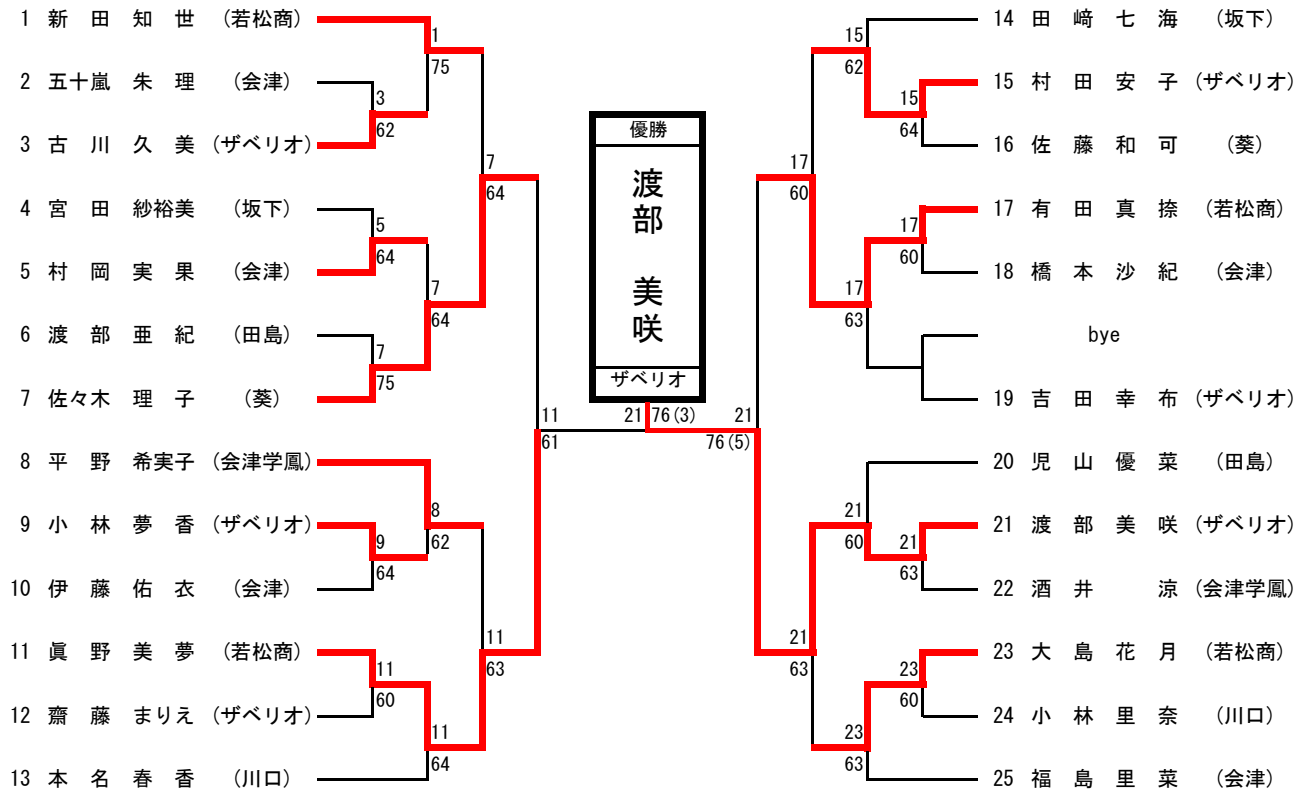 1 新 田 知 世 (若松商)
2 五十嵐 朱 理 (会津)
3 古 川 久 美 (ザベリオ)
4 宮 田 紗裕美 (坂下)
5 村 岡 実 果 (会津)
6 渡 部 亜 紀 (田島)
7 佐々木 理 子 (葵)
8 平 野 希実子 (会津学鳳)
9 小 林 夢 香 (ザベリオ)
10 伊 藤 佑 衣 (会津)
11 眞 野 美 夢 (若松商)
12 齋 藤 まりえ (ザベリオ)
13 本 名 春 香 (川口)
1
75
3
62
5
64
7
75
7
64
7
64
8
62
9
64
11
60
11
64
11
63
11
61
優勝
渡部 美咲
ザベリオ
21 76(3)
21
76(5)
15
62
15
64
17
60
17
60
17
63
21
60
21
63
21
63
23
60
23
63
14 田 﨑 七 海 (坂下)
15 村 田 安 子 (ザベリオ)
16 佐 藤 和 可 (葵)
17 有 田 真 捺 (若松商)
18 橋 本 沙 紀 (会津)
bye
19 吉 田 幸 布 (ザベリオ)
20 児 山 優 菜 (田島)
21 渡 部 美 咲 (ザベリオ)
22 酒 井 涼 (会津学鳳)
23 大 島 花 月 (若松商)
24 小 林 里 奈 (川口)
25 福 島 里 菜 (会津)